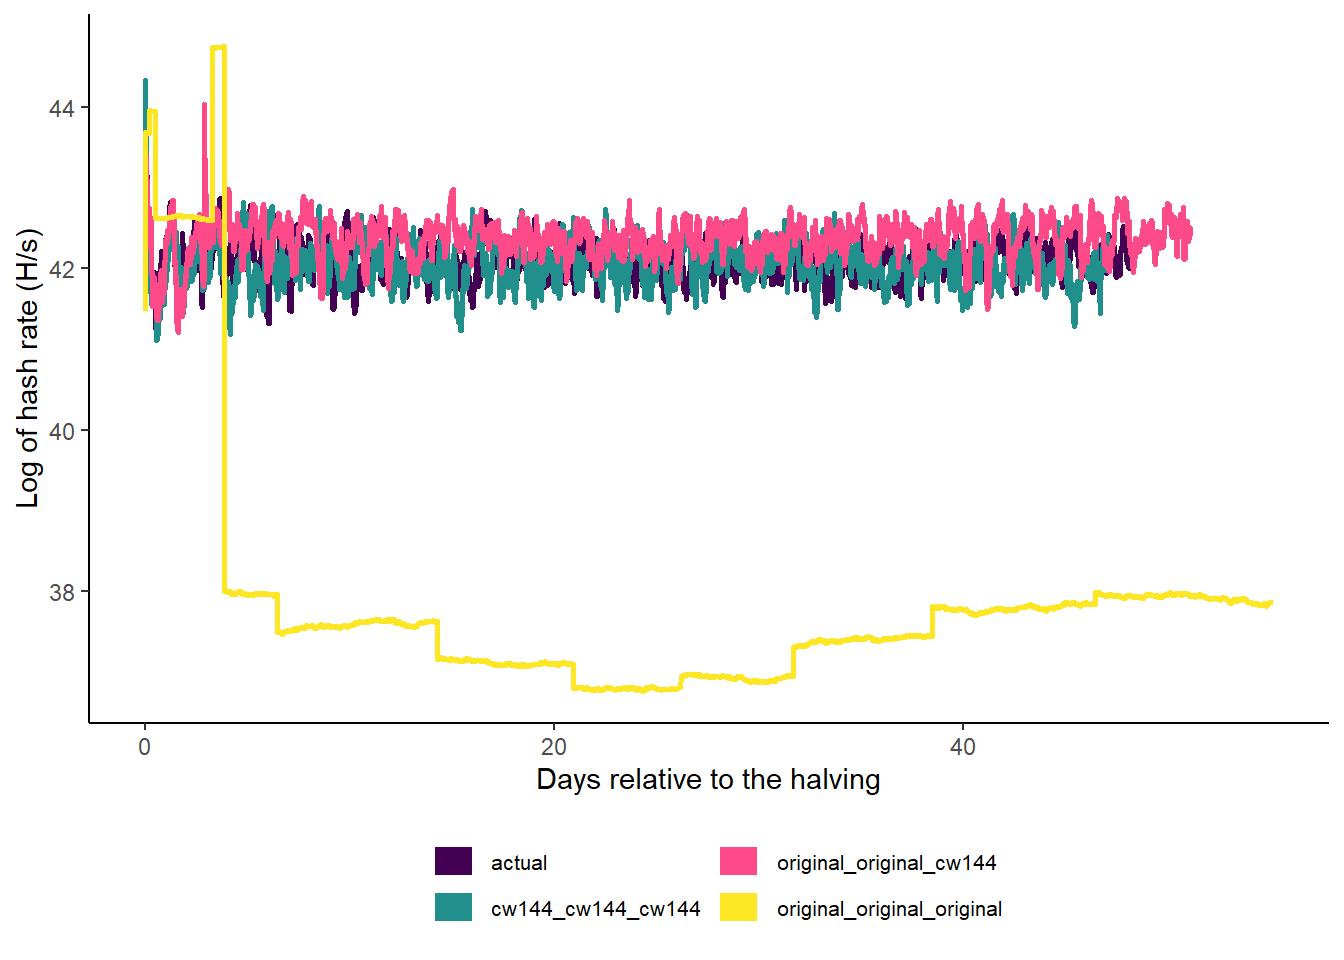 Log of hash rate (H/s)
44
42
40
38
0
20
40
Days relative to the halving
actual
original_original_cw144
cw144_cw144_cw144
original_original_original